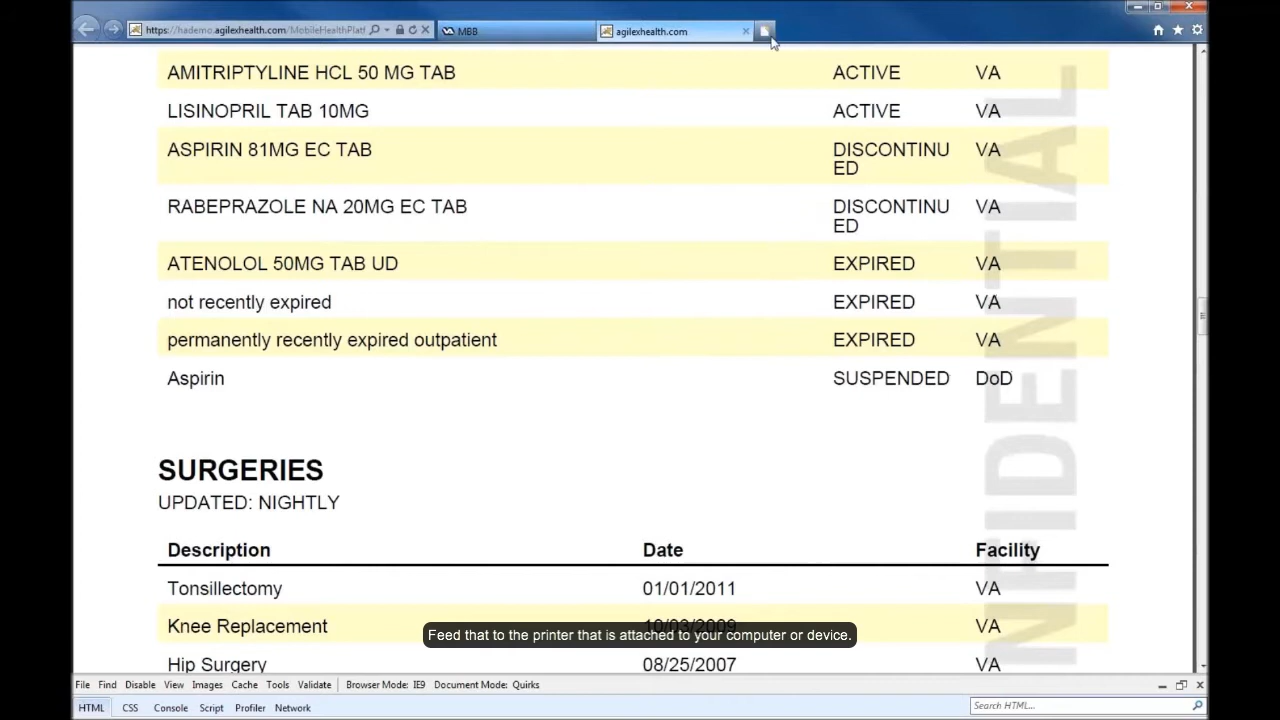 https://hademo.agilexhealth.com/MobileHealthPlatf
MBB
agilexhealth.com
AMITRIPTYLINE HCL 50 MG TAB ACTIVE VA
LISINOPRIL TAB 10MG ACTIVE VA
ASPIRIN 81MG EC TAB DISCONTINU VA
ED
RABEPRAZOLE NA 20MG EC TAB DISCONTINU VA
ED
ATENOLOL 50MG TAB UD EXPIRED VA
not recently expired EXPIRED VA
permanently recently expired outpatient EXPIRED VA
Aspirin SUSPENDED DoD
NFIDENTIAL
SURGERIES
UPDATED: NIGHTLY
Description Date Facility
Tonsillectomy 01/01/2011 VA
Knee Replacement 10/03/2009 VA
Feed that to the printer that is attached to your computer or device.
Hip Surgery 08/25/2007 VA
File Find Disable View Images Cache Tools Validate Browser Mode: IE9 Document Mode: Quirks
HTML CSS Console Script Profiler Network Search HTML...